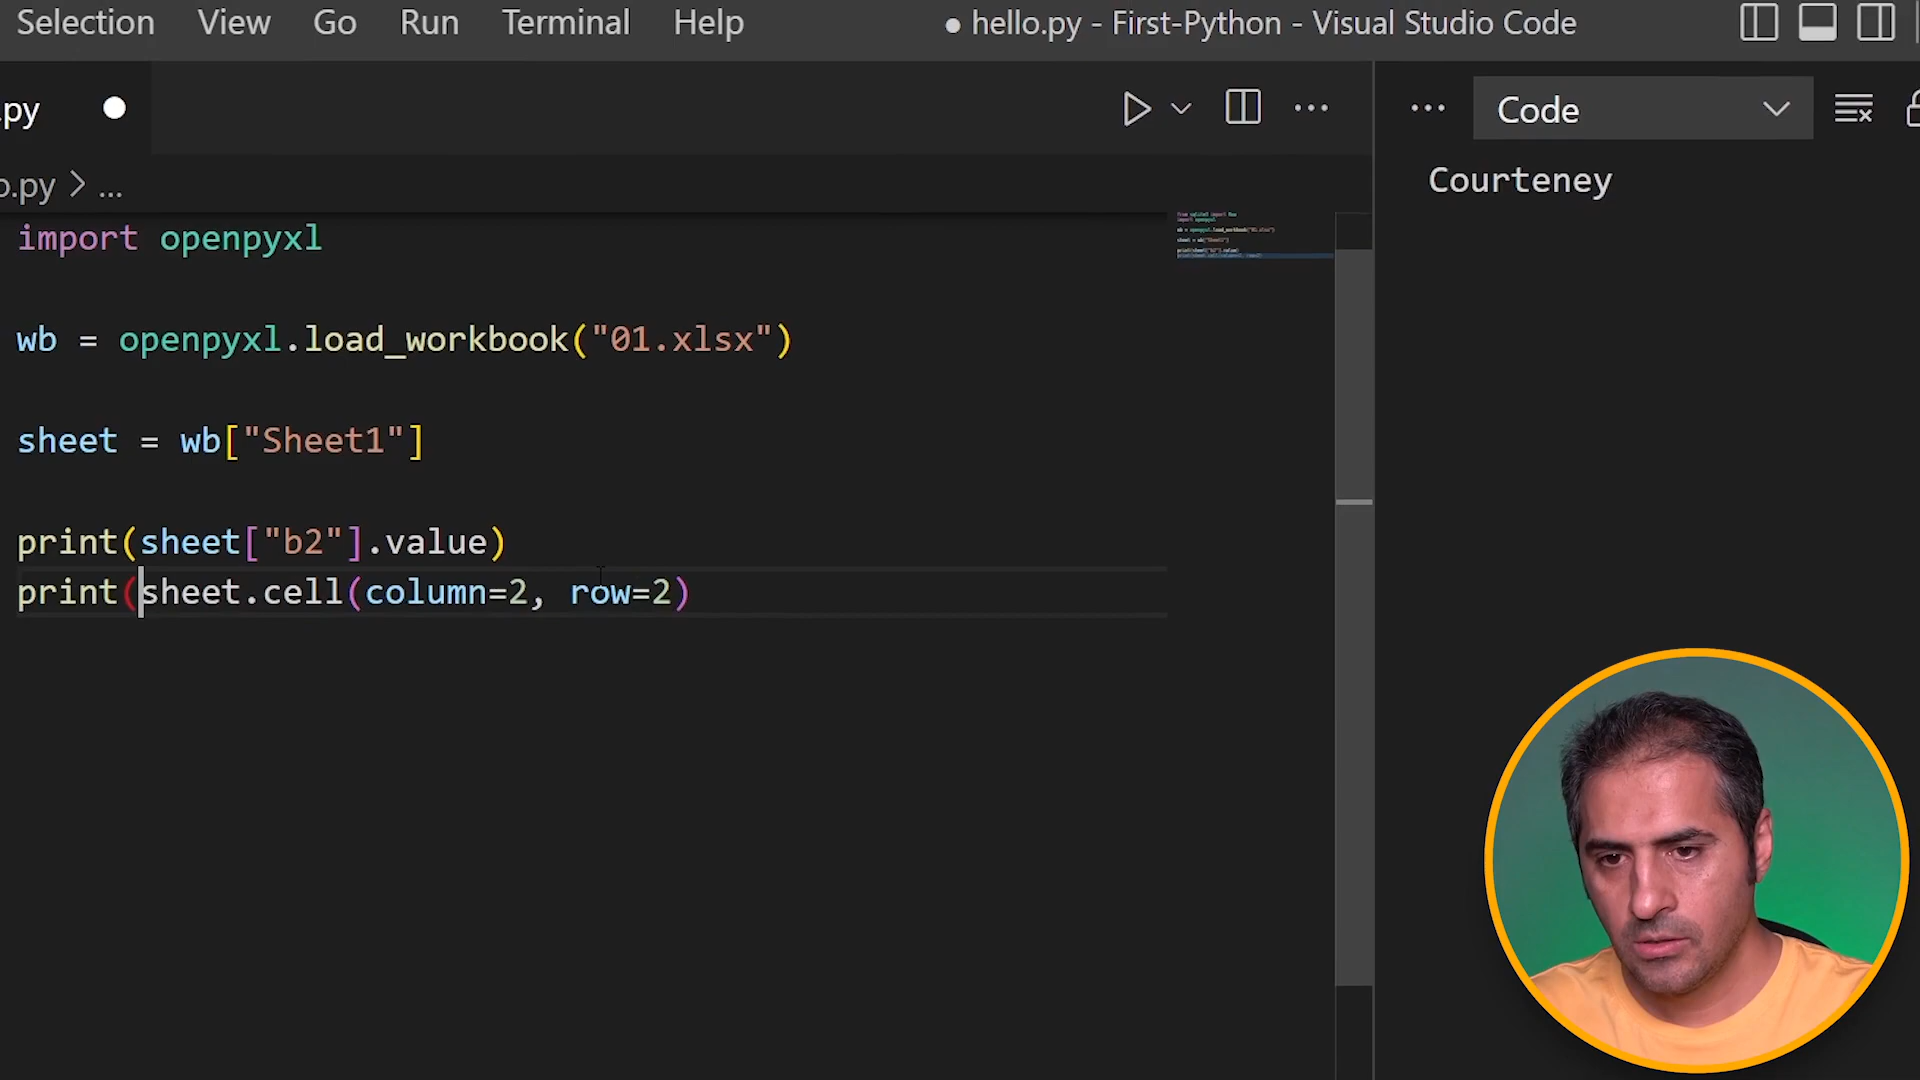 Selection View Go Run Terminal Help ● hello.py - First-Python - Visual Studio Code
.py
... Code
o.py > ...
Courteney
import openpyxl
wb = openpyxl.load_workbook("01.xlsx")
sheet = wb["Sheet1"]
print(sheet["b2"].value)
print(sheet.cell(column=2, row=2)